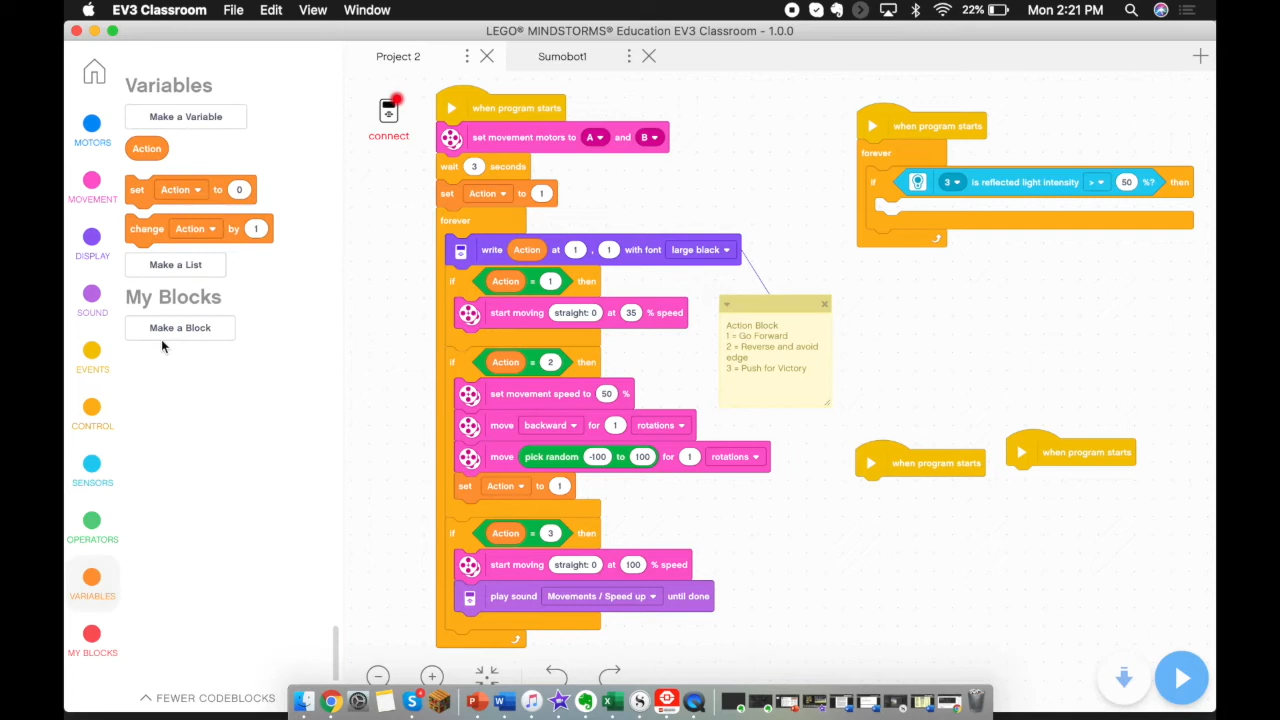 EV3 Classroom File Edit View Window 22% Mon 2:21 PM
LEGO® MINDSTORMS® Education EV3 Classroom - 1.0.0
Project 2 Sumobot1
MOTORS
MOVEMENT
DISPLAY
SOUND
EVENTS
CONTROL
SENSORS
OPERATORS
VARIABLES
MY BLOCKS
Variables
Make a Variable
Action
set Action to 0
change Action by 1
Make a List
My Blocks
Make a Block
FEWER CODEBLOCKS
connect
when program starts
set movement motors to A and B
wait 3 seconds
set Action to 1
forever
write Action at 1 , 1 with font large black
if Action = 1 then
start moving straight: 0 at 35 % speed
if Action = 2 then
set movement speed to 50 %
move backward for 1 rotations
move pick random -100 to 100 for 1 rotations
set Action to 1
if Action = 3 then
start moving straight: 0 at 100 % speed
play sound Movements / Speed up until done
Action Block
1 = Go Forward
2 = Reverse and avoid
edge
3 = Push for Victory
when program starts
forever
if 3 is reflected light intensity > 50 %? then
when program starts
when program starts